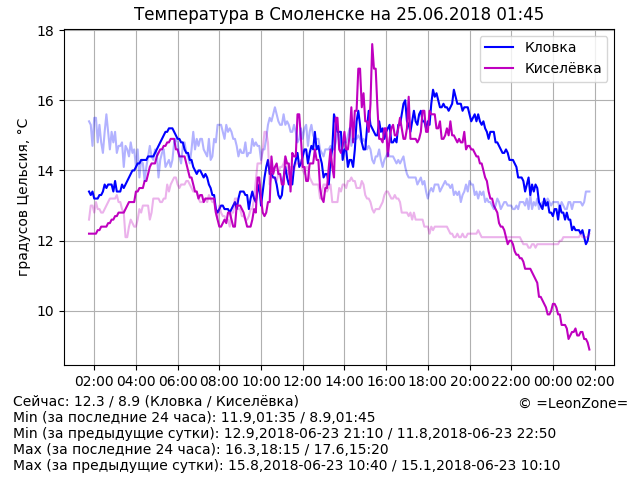 Температура в Смоленске на 25.06.2018 01:45
18
16
14
12
10
градусов Цельсия, °C
Кловка
Киселёвка
02:00 04:00 06:00 08:00 10:00 12:00 14:00 16:00 18:00 20:00 22:00 00:00 02:00
Сейчас: 12.3 / 8.9 (Кловка / Киселёвка)
© =LeonZone=
Min (за последние 24 часа): 11.9,01:35 / 8.9,01:45
Min (за предыдущие сутки): 12.9,2018-06-23 21:10 / 11.8,2018-06-23 22:50
Max (за последние 24 часа): 16.3,18:15 / 17.6,15:20
Max (за предыдущие сутки): 15.8,2018-06-23 10:40 / 15.1,2018-06-23 10:10